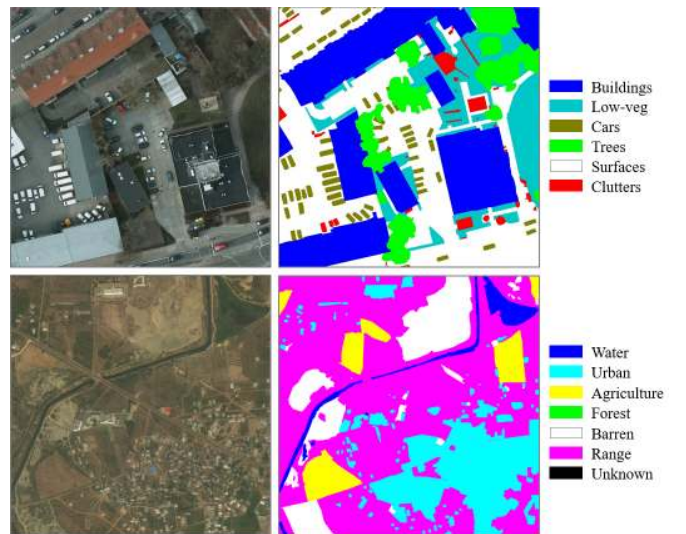 Buildings
Low-veg
Cars
Trees
Surfaces
Clutters
Water
Urban
Agriculture
Forest
Barren
Range
Unknown